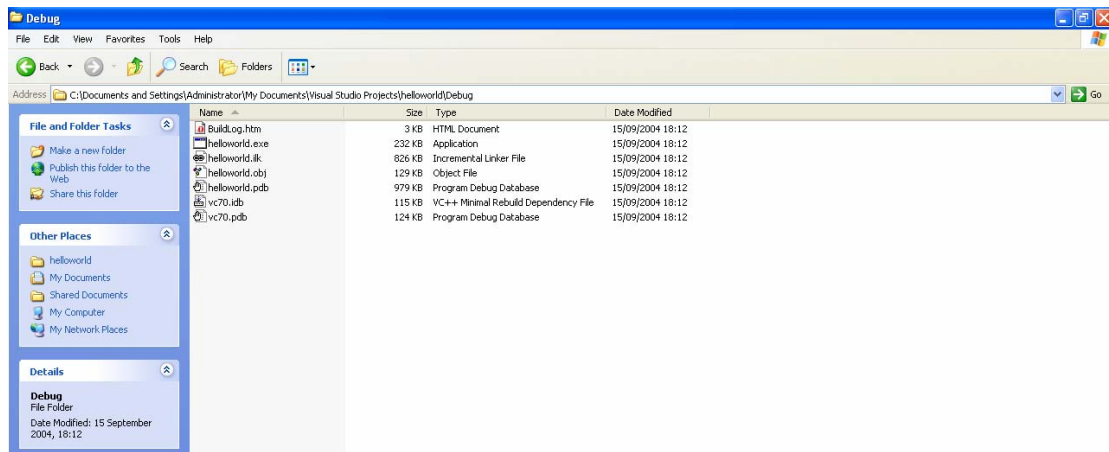 Debug
File Edit View Favorites Tools Help
Back Search Folders
Address C:\Documents and Settings\Administrator\My Documents\Visual Studio Projects\helloworld\Debug Go
File and Folder Tasks
Make a new folder
Publish this folder to the
Web
Share this folder
Other Places
helloworld
My Documents
Shared Documents
My Computer
My Network Places
Details
Debug
File Folder
Date Modified: 15 September
2004, 18:12
Name Size Type Date Modified
BuildLog.htm 3 KB HTML Document 15/09/2004 18:12
helloworld.exe 232 KB Application 15/09/2004 18:12
helloworld.ilk 826 KB Incremental Linker File 15/09/2004 18:12
helloworld.obj 129 KB Object File 15/09/2004 18:12
helloworld.pdb 979 KB Program Debug Database 15/09/2004 18:12
vc70.idb 115 KB VC++ Minimal Rebuild Dependency File 15/09/2004 18:12
vc70.pdb 124 KB Program Debug Database 15/09/2004 18:12